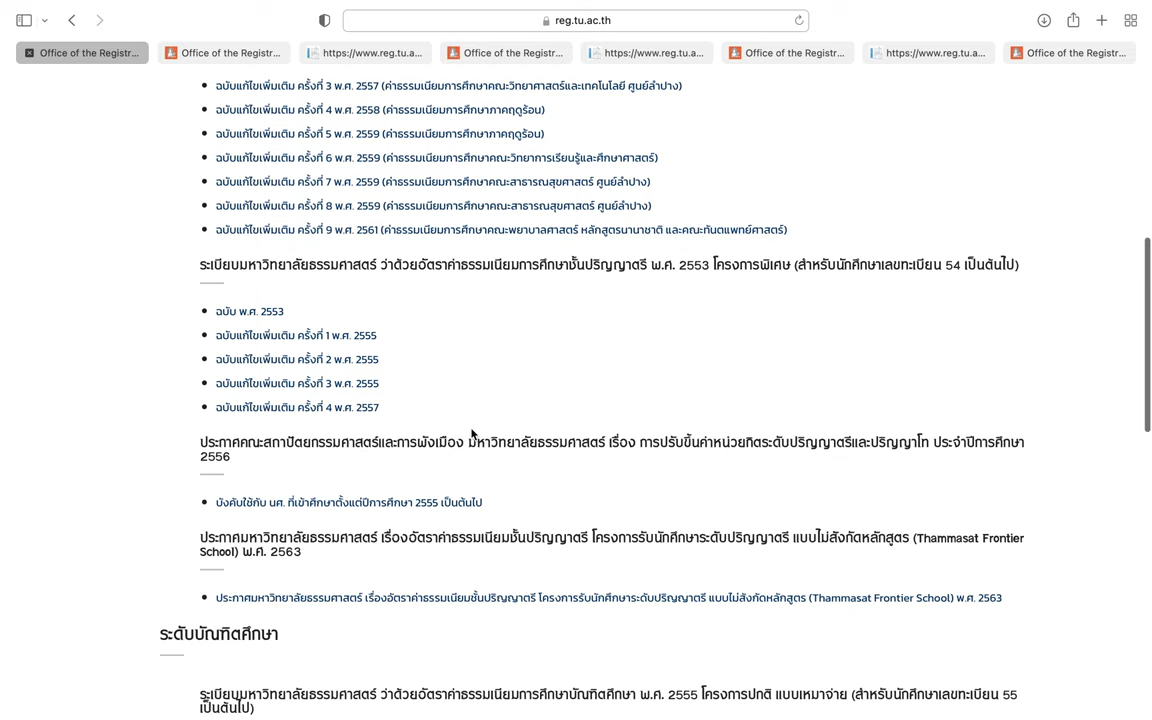 reg.tu.ac.th
Office of the Registr... Office of the Registr... https://www.reg.tu.a... Office of the Registr... https://www.reg.tu.a... Office of the Registr... https://www.reg.tu.a... Office of the Registr...
ฉบับแก้ไขเพิ่มเติม ครั้งที่ 3 พ.ศ. 2557 (ค่าธรรมเนียมการศึกษาคณะวิทยาศาสตร์และเทคโนโลยี ศูนย์ลำปาง)
ฉบับแก้ไขเพิ่มเติม ครั้งที่ 4 พ.ศ. 2558 (ค่าธรรมเนียมการศึกษาภาคฤดูร้อน)
ฉบับแก้ไขเพิ่มเติม ครั้งที่ 5 พ.ศ. 2559 (ค่าธรรมเนียมการศึกษาภาคฤดูร้อน)
ฉบับแก้ไขเพิ่มเติม ครั้งที่ 6 พ.ศ. 2559 (ค่าธรรมเนียมการศึกษาคณะวิทยาการเรียนรู้และศึกษาศาสตร์)
ฉบับแก้ไขเพิ่มเติม ครั้งที่ 7 พ.ศ. 2559 (ค่าธรรมเนียมการศึกษาคณะสาธารณสุขศาสตร์ ศูนย์ลำปาง)
ฉบับแก้ไขเพิ่มเติม ครั้งที่ 8 พ.ศ. 2559 (ค่าธรรมเนียมการศึกษาคณะสาธารณสุขศาสตร์ ศูนย์ลำปาง)
ฉบับแก้ไขเพิ่มเติม ครั้งที่ 9 พ.ศ. 2561 (ค่าธรรมเนียมการศึกษาคณะพยาบาลศาสตร์ หลักสูตรนานาชาติ และคณะทันตแพทย์ศาสตร์)
ระเบียบมหาวิทยาลัยธรรมศาสตร์ ว่าด้วยอัตราค่าธรรมเนียมการศึกษาชั้นปริญญาตรี พ.ศ. 2553 โครงการพิเศษ (สำหรับนักศึกษาเลขทะเบียน 54 เป็นต้นไป)
ฉบับ พ.ศ. 2553
ฉบับแก้ไขเพิ่มเติม ครั้งที่ 1 พ.ศ. 2555
ฉบับแก้ไขเพิ่มเติม ครั้งที่ 2 พ.ศ. 2555
ฉบับแก้ไขเพิ่มเติม ครั้งที่ 3 พ.ศ. 2555
ฉบับแก้ไขเพิ่มเติม ครั้งที่ 4 พ.ศ. 2557
ประกาศคณะสถาปัตยกรรมศาสตร์และการผังเมือง มหาวิทยาลัยธรรมศาสตร์ เรื่อง การปรับขึ้นค่าหน่วยกิตระดับปริญญาตรีและปริญญาโท ประจำปีการศึกษา
2556
บังคับใช้กับ นศ. ที่เข้าศึกษาตั้งแต่ปีการศึกษา 2555 เป็นต้นไป
ประกาศมหาวิทยาลัยธรรมศาสตร์ เรื่องอัตราค่าธรรมเนียมชั้นปริญญาตรี โครงการรับนักศึกษาระดับปริญญาตรี แบบไม่สังกัดหลักสูตร (Thammasat Frontier
School) พ.ศ. 2563
ประกาศมหาวิทยาลัยธรรมศาสตร์ เรื่องอัตราค่าธรรมเนียมชั้นปริญญาตรี โครงการรับนักศึกษาระดับปริญญาตรี แบบไม่สังกัดหลักสูตร (Thammasat Frontier School) พ.ศ. 2563
ระดับบัณฑิตศึกษา
ระเบียบมหาวิทยาลัยธรรมศาสตร์ ว่าด้วยอัตราค่าธรรมเนียมการศึกษาบัณฑิตศึกษา พ.ศ. 2555 โครงการปกติ แบบเหมาจ่าย (สำหรับนักศึกษาเลขทะเบียน 55
เป็นต้นไป)